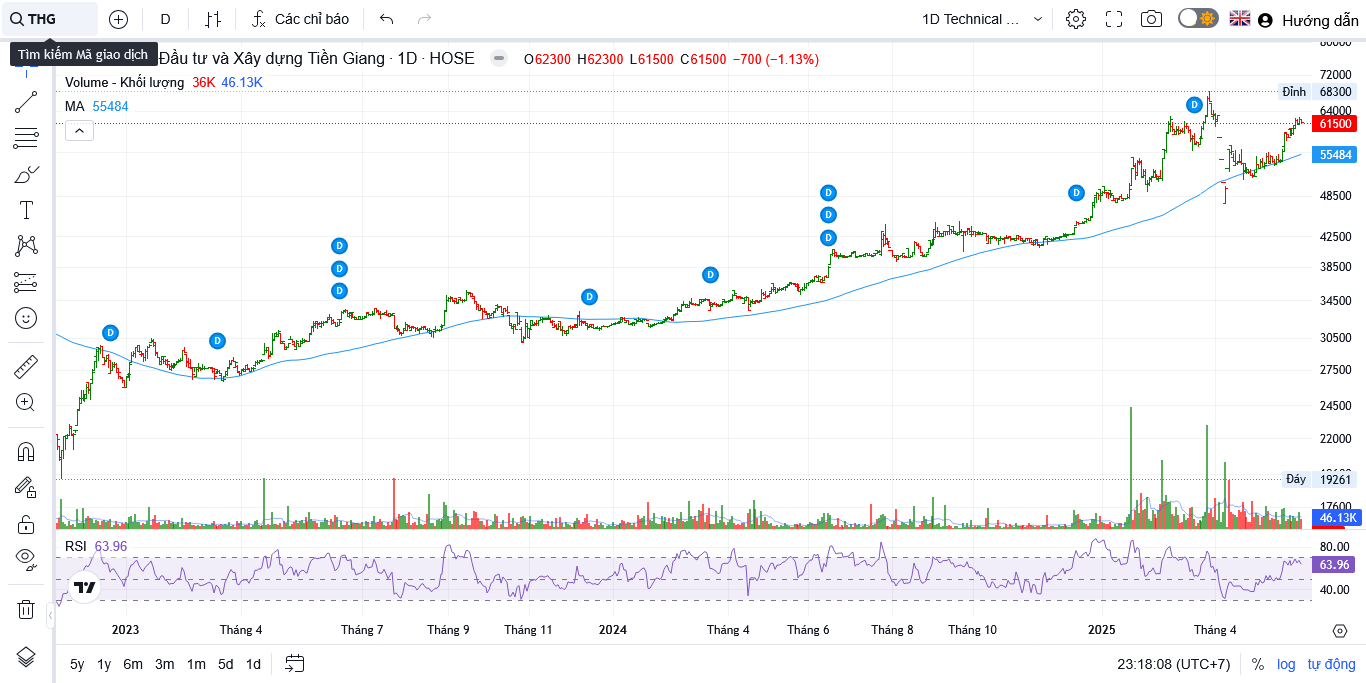 THG
D
Các chỉ báo
1D Technical ...
Hướng dẫn
Tìm kiếm Mã giao dịch
Đầu tư và Xây dựng Tiền Giang · 1D · HOSE
O62300 H62300 L61500 C61500 −700 (−1.13%)
Volume - Khối lượng 36K 46.13K
MA 55484
80000
72000
Đỉnh 68300
64000
61500
55484
48500
42500
38500
34500
30500
27500
24500
22000
Đáy 19261
17600
46.13K
D
D
D
D
D
D
D
D
D
D
D
D
RSI 63.96
80.00
63.96
40.00
2023 Tháng 4 Tháng 7 Tháng 9 Tháng 11 2024 Tháng 4 Tháng 6 Tháng 8 Tháng 10 2025 Tháng 4
5y 1y 6m 3m 1m 5d 1d
23:18:08 (UTC+7) % log tự động